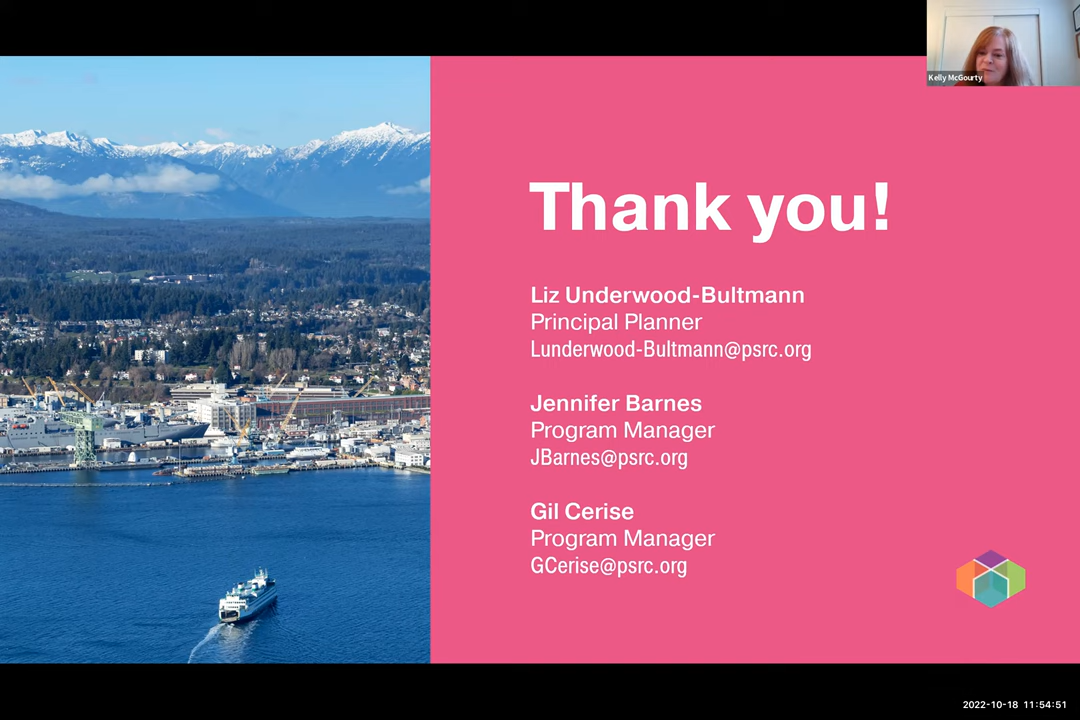 Kelly McGourty
Thank you!
Liz Underwood-Bultmann
Principal Planner
Lunderwood-Bultmann@psrc.org
Jennifer Barnes
Program Manager
JBarnes@psrc.org
Gil Cerise
Program Manager
GCerise@psrc.org
2022-10-18 11:54:51